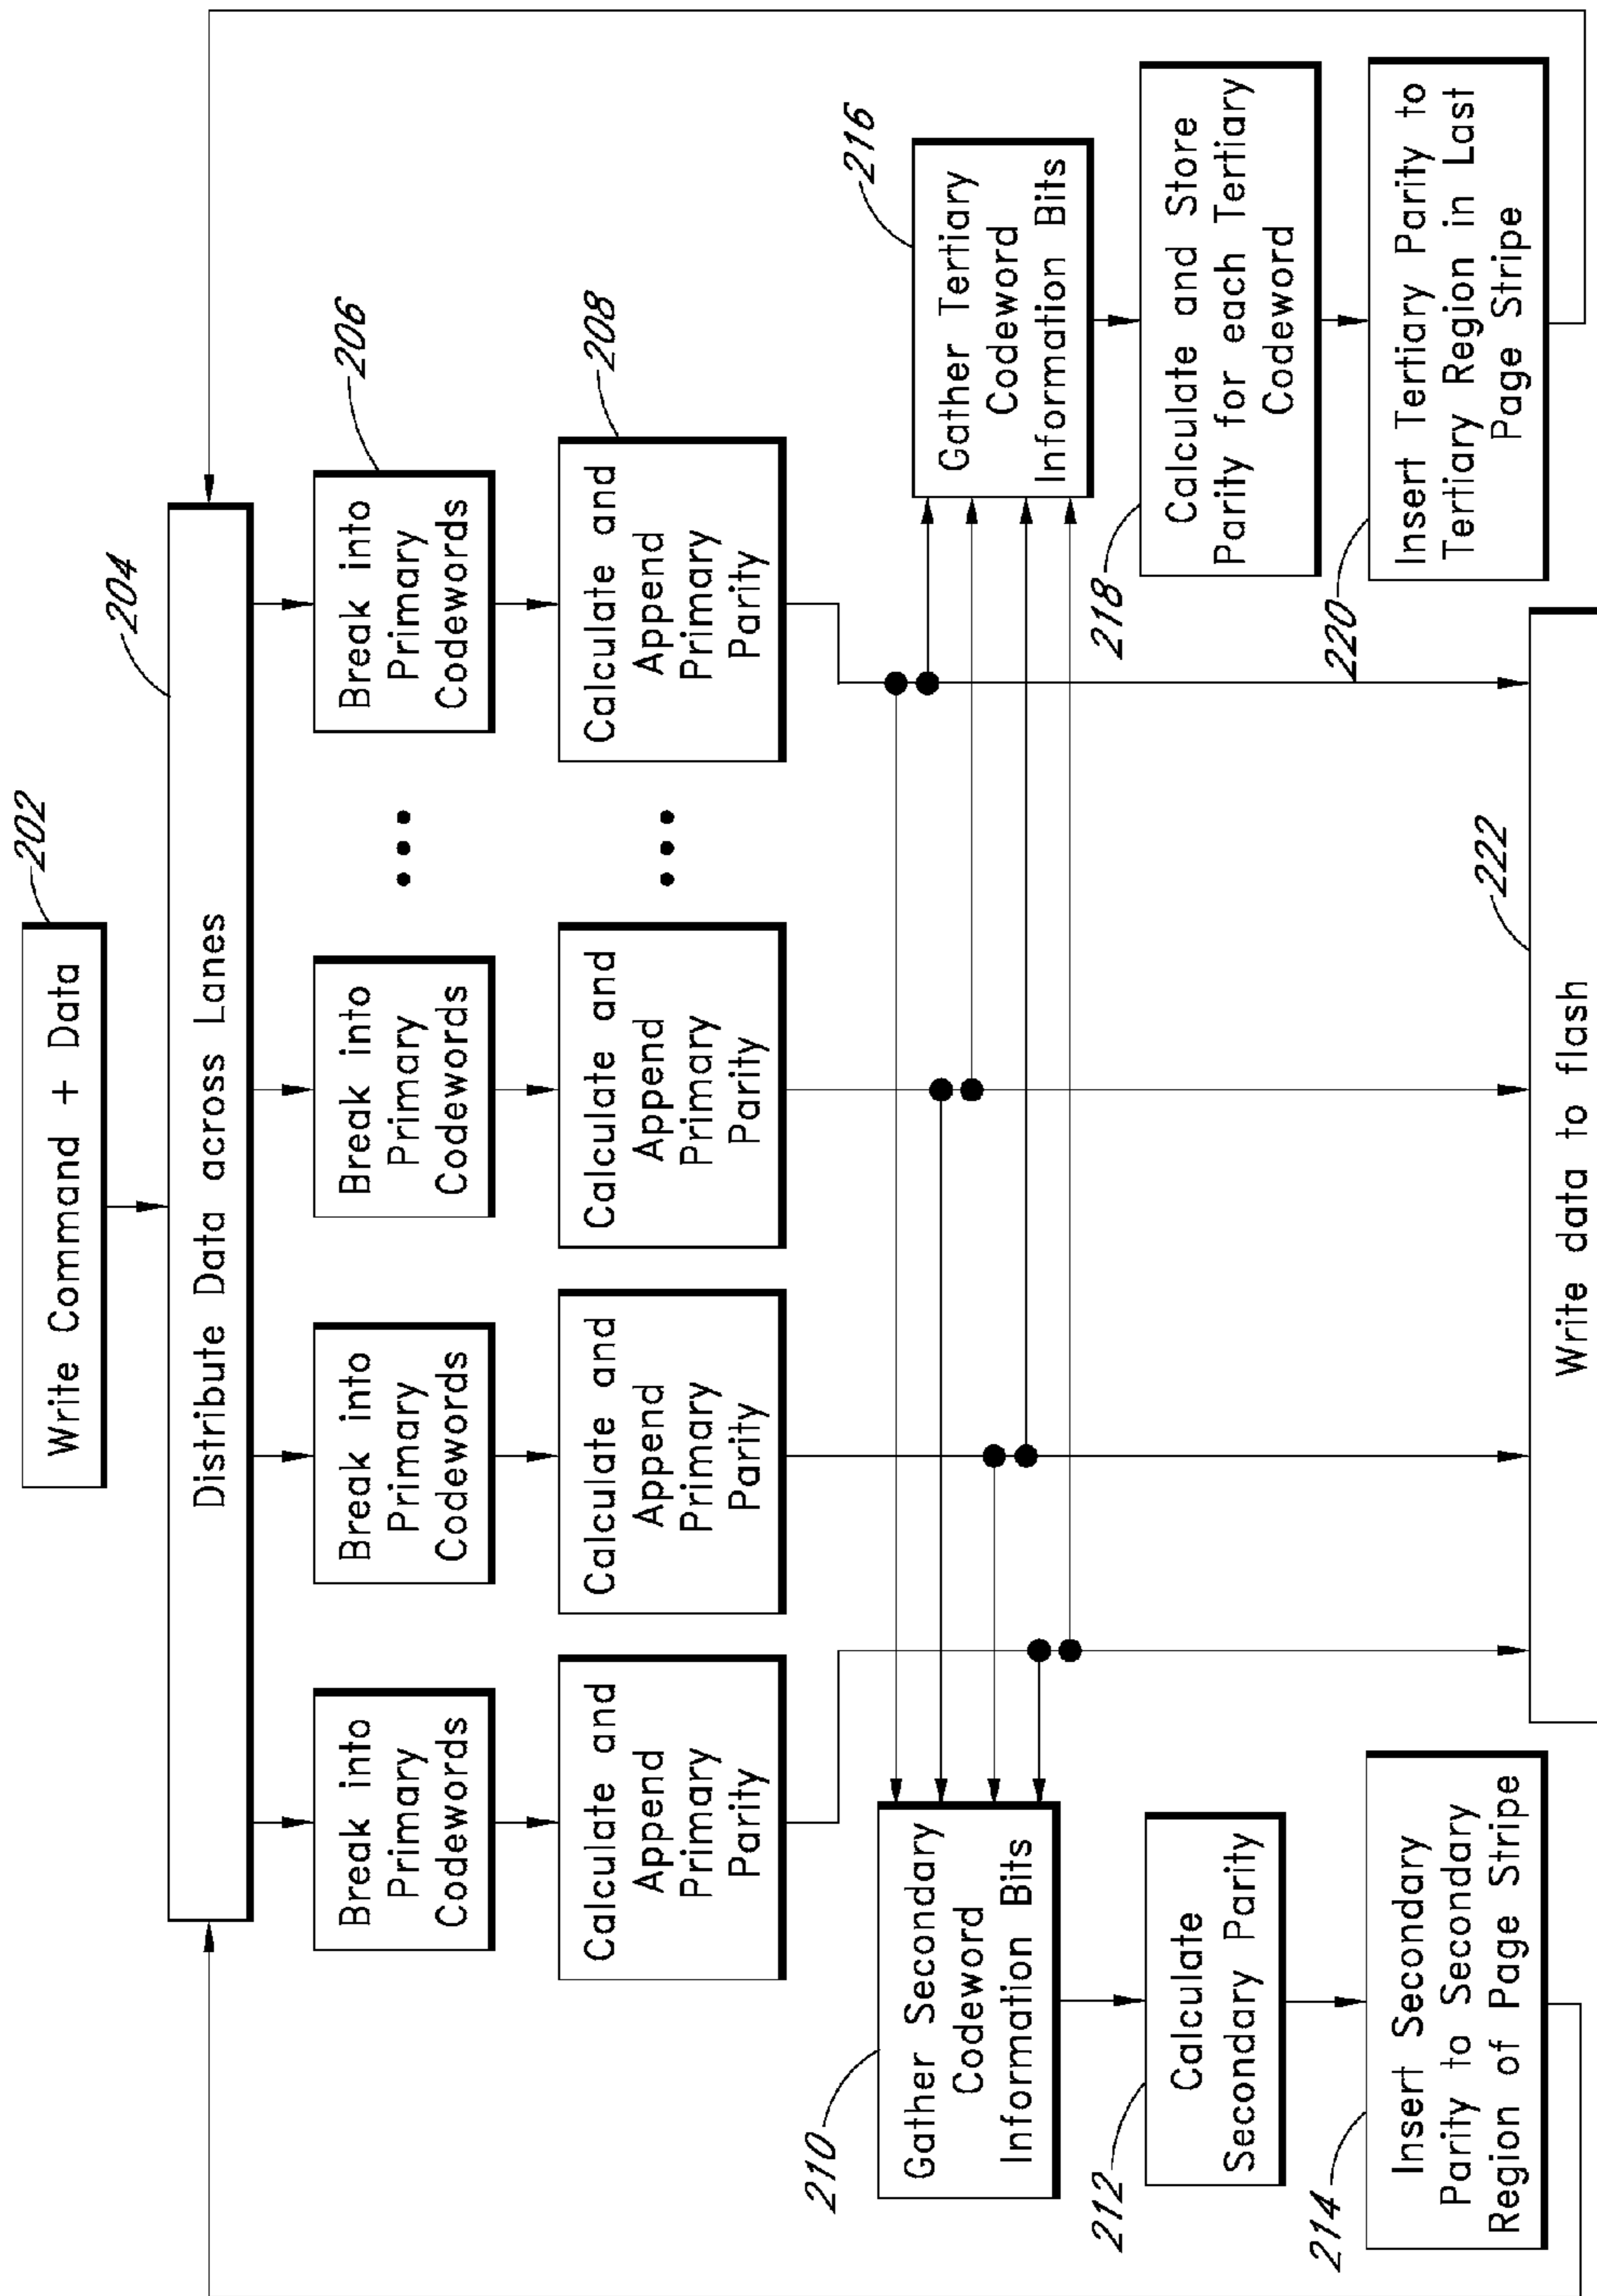 202
Write Command + Data
204
Distribute Data across Lanes
206
Break into
Primary
Codewords
Break into
Primary
Codewords
Break into
Primary
Codewords
Break into
Primary
Codewords
208
Calculate and
Append
Primary
Parity
Calculate and
Append
Primary
Parity
Calculate and
Append
Primary
Parity
Calculate and
Append
Primary
Parity
210
Gather Secondary
Codeword
Information Bits
212
Calculate
Secondary Parity
214
Insert Secondary
Parity to Secondary
Region of Page Stripe
216
Gather Tertiary
Codeword
Information Bits
218
Calculate and Store
Parity for each Tertiary
Codeword
220
Insert Tertiary Parity to
Tertiary Region in Last
Page Stripe
222
Write data to flash